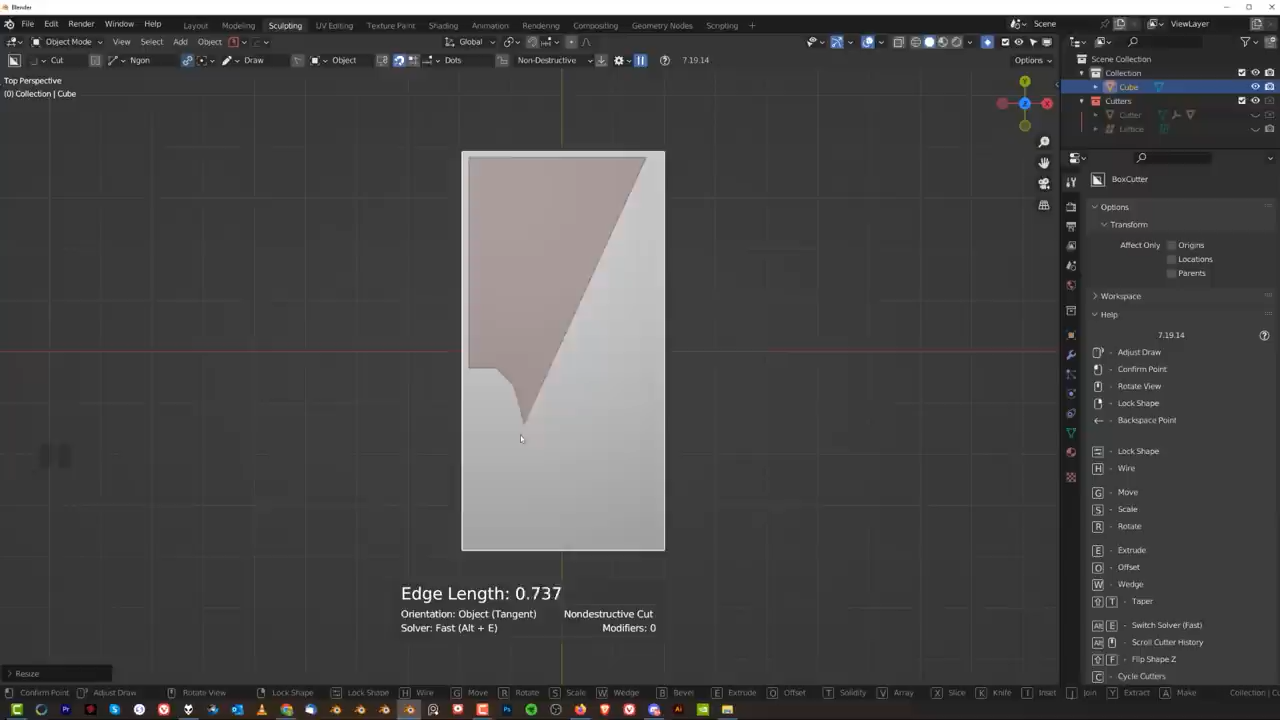 Blender
File Edit Render Window Help Layout Modeling Sculpting UV Editing Texture Paint Shading Animation Rendering Compositing Geometry Nodes Scripting + Scene ViewLayer
Object Mode View Select Add Object Global
Cut Ngon Draw Object Dots Non-Destructive 7.19.14 Options
Top Perspective
(0) Collection | Cube
Y
Z
X
Edge Length: 0.737
Orientation: Object (Tangent) Nondestructive Cut
Solver: Fast (Alt + E) Modifiers: 0
Resize
Scene Collection
Collection
Cube
Cutters
Cutter
Lattice
BoxCutter
Options
Transform
Affect Only Origins
Locations
Parents
Workspace
Help
7.19.14
Adjust Draw
Confirm Point
Rotate View
Lock Shape
Backspace Point
Lock Shape
H - Wire
G - Move
S - Scale
R - Rotate
E - Extrude
O - Offset
W - Wedge
T - Taper
Alt E - Switch Solver (Fast)
Alt - Scroll Cutter History
F - Flip Shape Z
C - Cycle Cutters
Confirm Point Adjust Draw Rotate View Lock Shape Lock Shape H Wire G Move R Rotate S Scale W Wedge B Bevel E Extrude O Offset T Solidify V Array X Slice K Knife I Inset J Join Y Extract A Make Collection | Cu